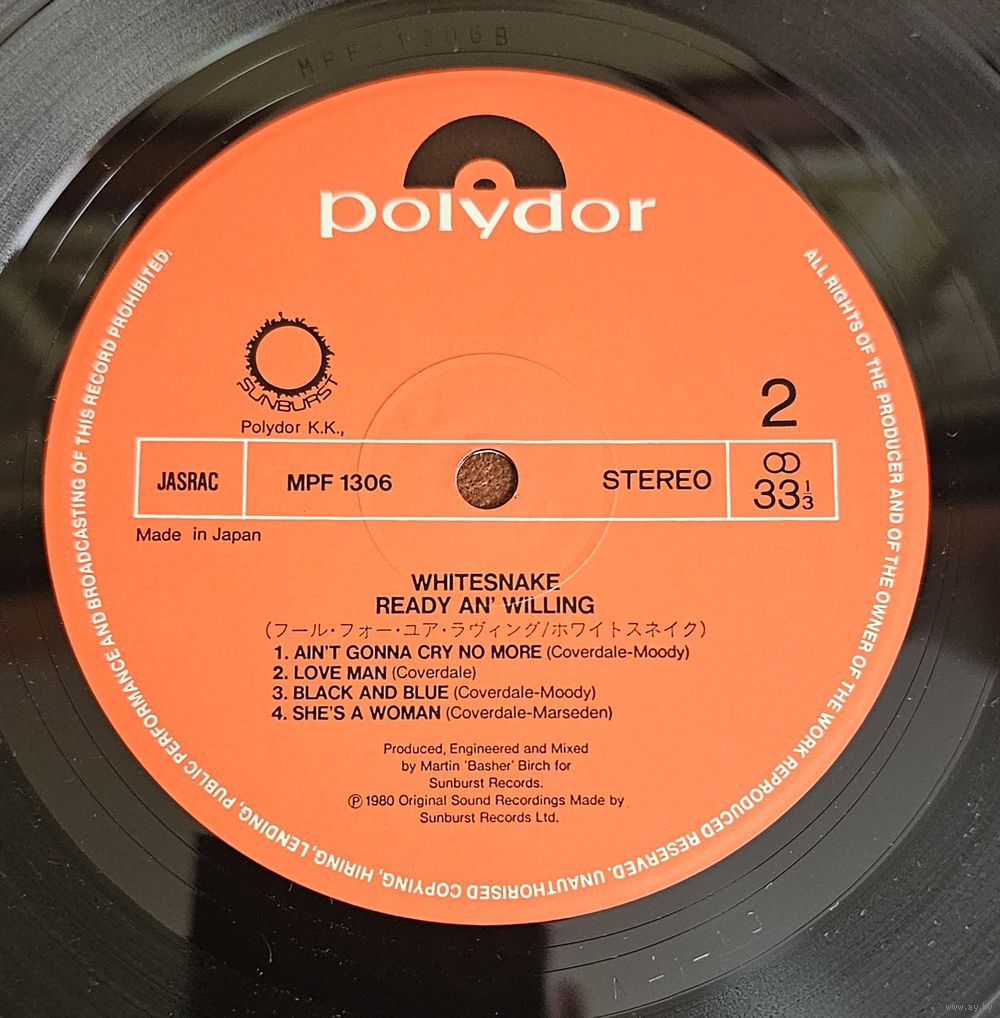 MPF-1306B
polydor
SUNBURST
Polydor K.K.,
2
JASRAC
MPF 1306
STEREO
33 1/3
Made in Japan
WHITESNAKE
READY AN' WILLING
(フール・フォー・ユア・ラヴィング/ホワイトスネイク)
1. AIN'T GONNA CRY NO MORE (Coverdale-Moody)
2. LOVE MAN (Coverdale)
3. BLACK AND BLUE (Coverdale-Moody)
4. SHE'S A WOMAN (Coverdale-Marseden)
Produced, Engineered and Mixed
by Martin 'Basher' Birch for
Sunburst Records.
Ⓟ 1980 Original Sound Recordings Made by
Sunburst Records Ltd.
ALL RIGHTS OF THE PRODUCER AND OF THE OWNER OF THE WORK REPRODUCED RESERVED. UNAUTHORISED COPYING, HIRING, LENDING, PUBLIC PERFORMANCE AND BROADCASTING OF THIS RECORD PROHIBITED.
www.ay.by